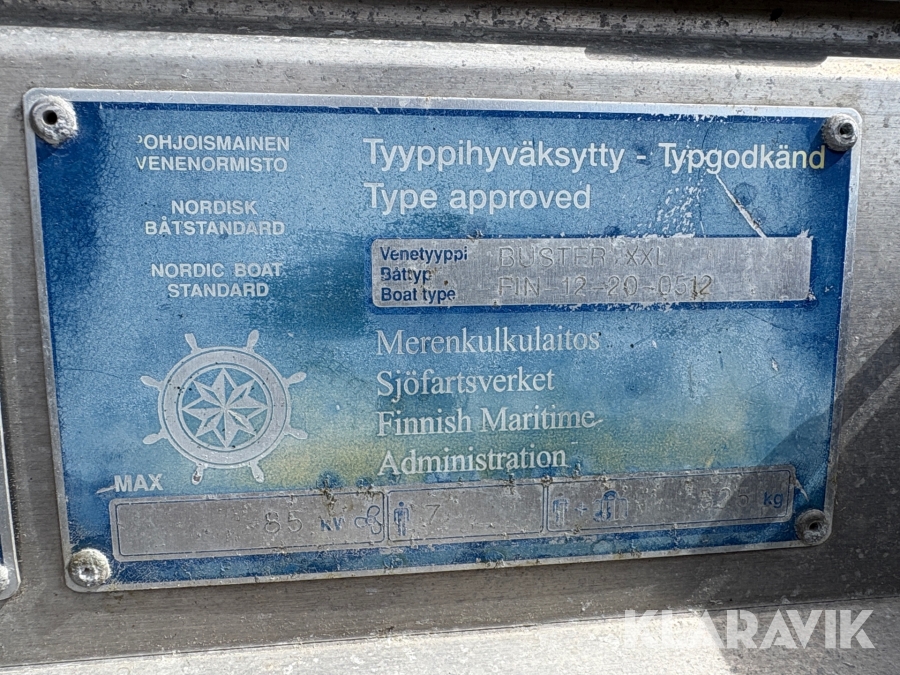 POHJOISMAINEN
VENENORMISTO
NORDISK
BÅTSTANDARD
NORDIC BOAT
STANDARD
Tyyppihyväksytty - Typgodkänd
Type approved
Venetyyppi BUSTER XXL
Båttyp
Boat type FIN-12-20-0512
Merenkulkulaitos
Sjöfartsverket
Finnish Maritime
Administration
MAX
85 kW 7 kg
KLARAVIK